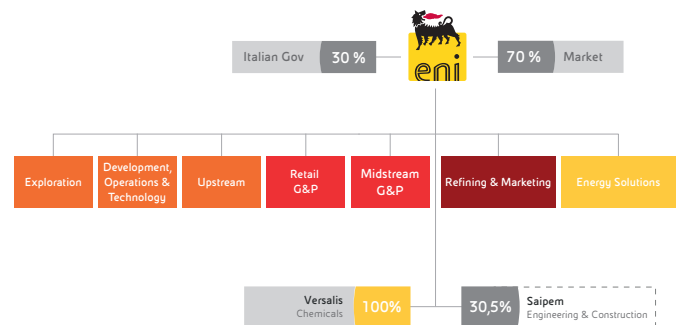 Italian Gov 30 % eni 70 % Market
Exploration
Development,
Operations &
Technology
Upstream
Retail
G&P
Midstream
G&P
Refining & Marketing
Energy Solutions
Versalis
Chemicals
100%
30,5%
Saipem
Engineering & Construction